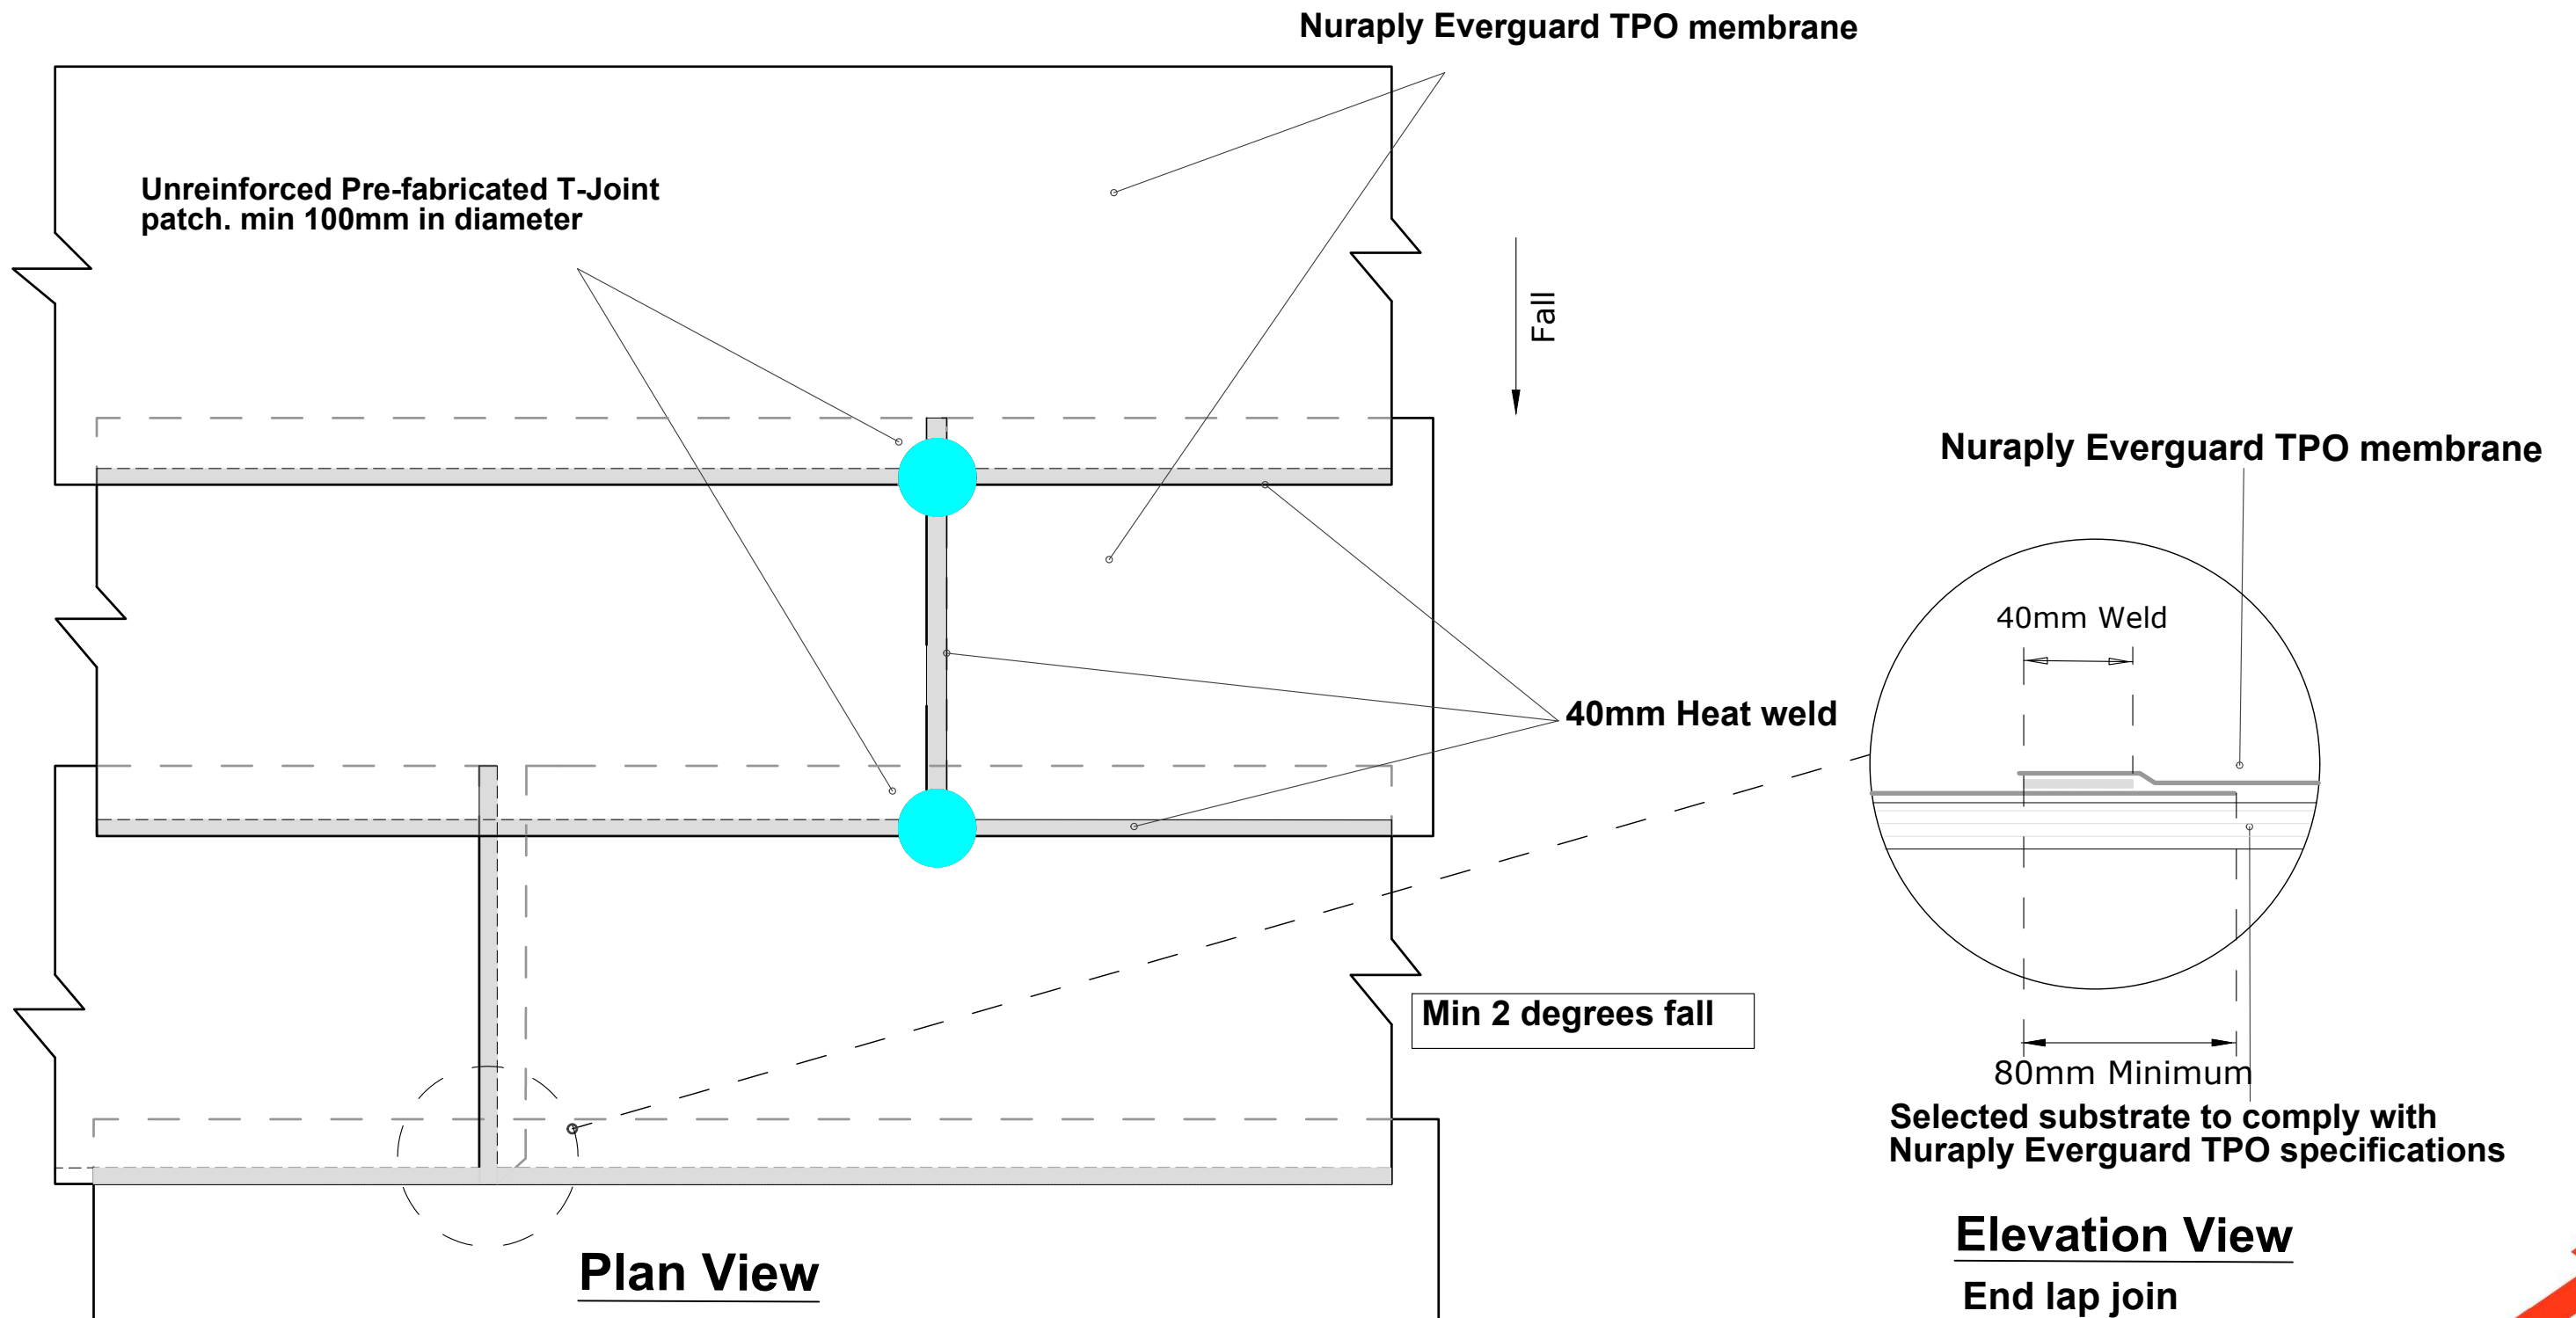 Nuraply Everguard TPO membrane
Unreinforced Pre-fabricated T-Joint
patch. min 100mm in diameter
Fall
Nuraply Everguard TPO membrane
40mm Weld
40mm Heat weld
Min 2 degrees fall
80mm Minimum
Selected substrate to comply with
Nuraply Everguard TPO specifications
Plan View
Elevation View
End lap join